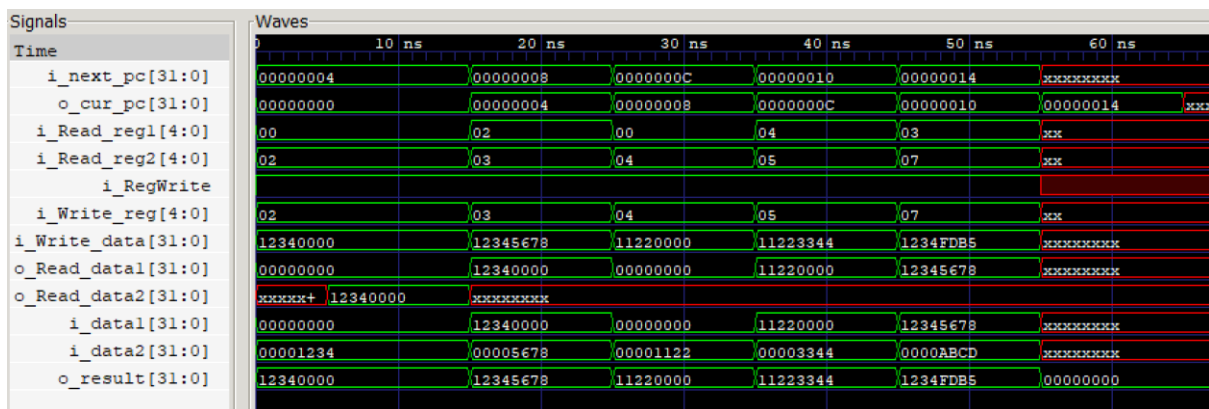 Signals Waves
Time 0 10 ns 20 ns 30 ns 40 ns 50 ns 60 ns
i_next_pc[31:0] 00000004 00000008 0000000C 00000010 00000014 xxxxxxxx
o_cur_pc[31:0] 00000000 00000004 00000008 0000000C 00000010 00000014 xxx
i_Read_reg1[4:0] 00 02 00 04 03 xx
i_Read_reg2[4:0] 02 03 04 05 07 xx
i_RegWrite
i_Write_reg[4:0] 02 03 04 05 07 xx
i_Write_data[31:0] 12340000 12345678 11220000 11223344 1234FDB5 xxxxxxxx
o_Read_data1[31:0] 00000000 12340000 00000000 11220000 12345678 xxxxxxxx
o_Read_data2[31:0] xxxxx+ 12340000 xxxxxxxx
i_data1[31:0] 00000000 12340000 00000000 11220000 12345678 xxxxxxxx
i_data2[31:0] 00001234 00005678 00001122 00003344 0000ABCD xxxxxxxx
o_result[31:0] 12340000 12345678 11220000 11223344 1234FDB5 00000000